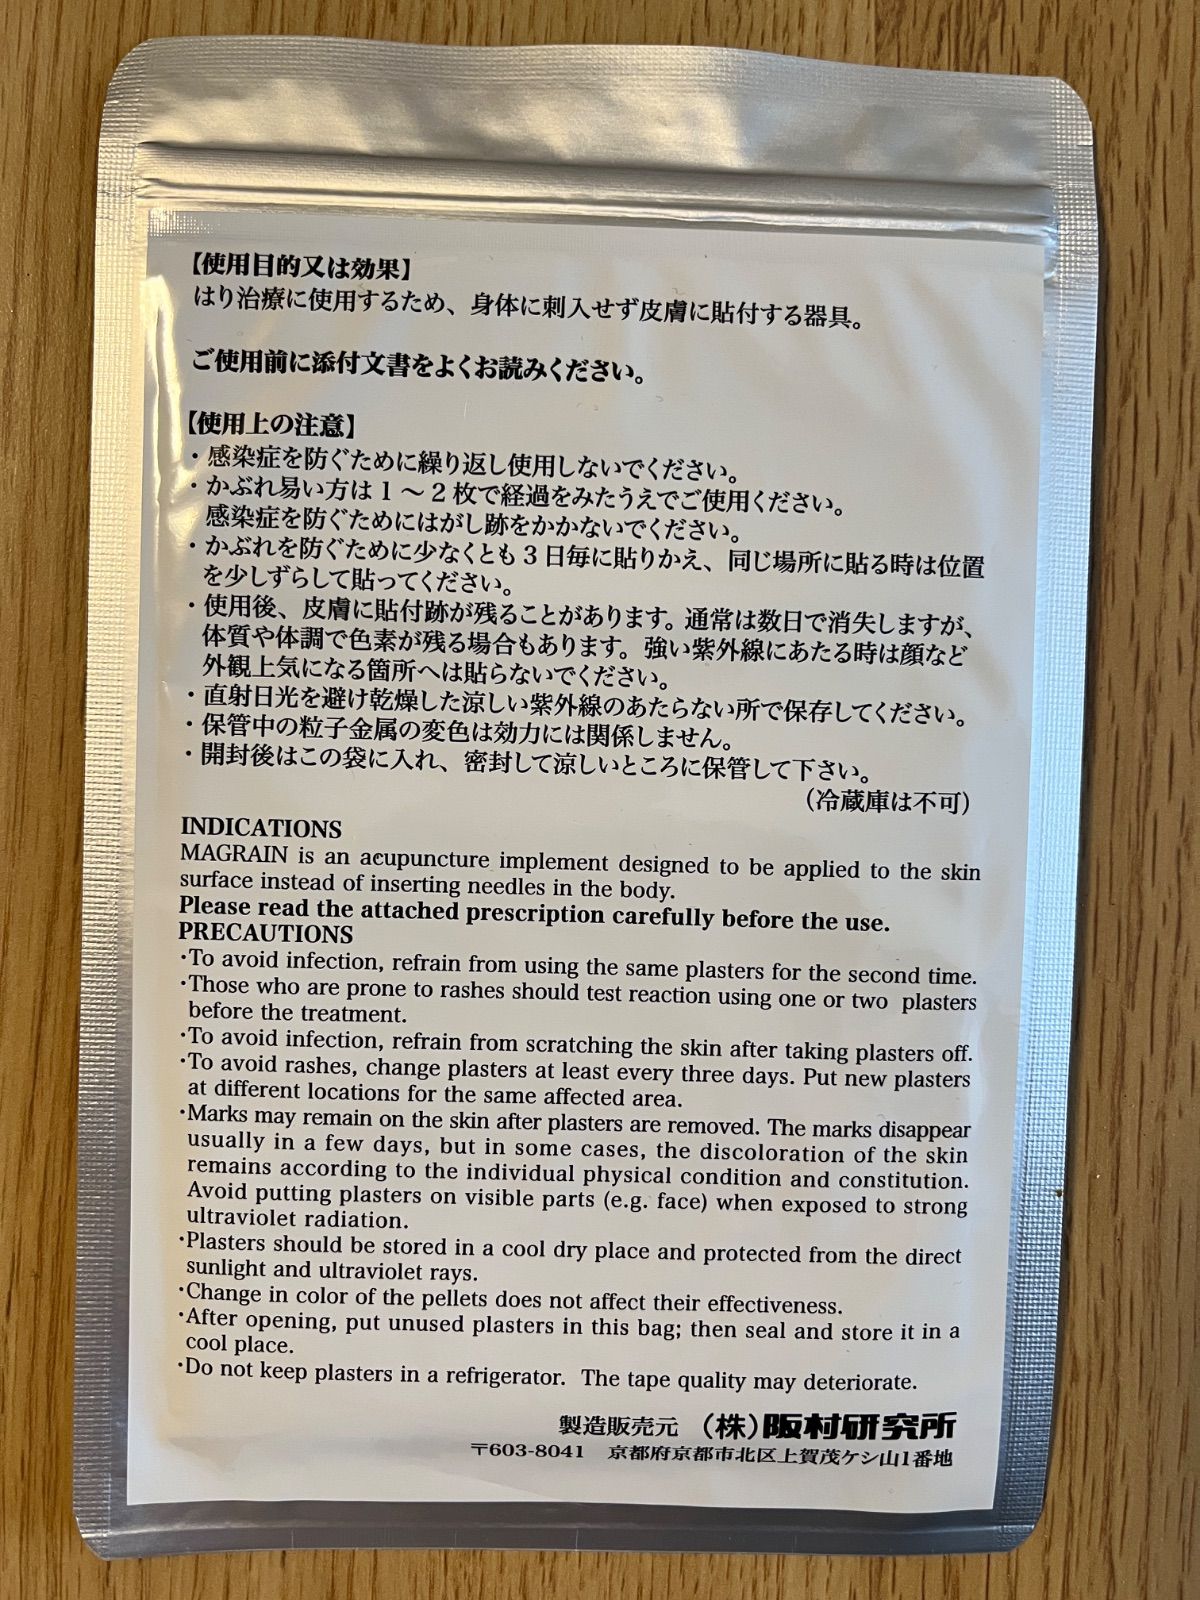 【使用目的又は効果】
はり治療に使用するため、身体に刺入せず皮膚に貼付する器具。
ご使用前に添付文書をよくお読みください。
【使用上の注意】
・感染症を防ぐために繰り返し使用しないでください。
・かぶれ易い方は1～2枚で経過をみたうえでご使用ください。
感染症を防ぐためにはがし跡をかかないでください。
・かぶれを防ぐために少なくとも3日毎に貼りかえ、同じ場所に貼る時は位置
を少しずらして貼ってください。
・使用後、皮膚に貼付跡が残ることがあります。通常は数日で消失しますが、
体質や体調で色素が残る場合もあります。強い紫外線にあたる時は顔など
外観上気になる箇所へは貼らないでください。
・直射日光を避け乾燥した涼しい紫外線のあたらない所で保存してください。
・保管中の粒子金属の変色は効力には関係しません。
・開封後はこの袋に入れ、密封して涼しいところに保管して下さい。
（冷蔵庫は不可）
INDICATIONS
MAGRAIN is an acupuncture implement designed to be applied to the skin
surface instead of inserting needles in the body.
Please read the attached prescription carefully before the use.
PRECAUTIONS
・To avoid infection, refrain from using the same plasters for the second time.
・Those who are prone to rashes should test reaction using one or two plasters
before the treatment.
・To avoid infection, refrain from scratching the skin after taking plasters off.
・To avoid rashes, change plasters at least every three days. Put new plasters
at different locations for the same affected area.
・Marks may remain on the skin after plasters are removed. The marks disappear
usually in a few days, but in some cases, the discoloration of the skin
remains according to the individual physical condition and constitution.
Avoid putting plasters on visible parts (e.g. face) when exposed to strong
ultraviolet radiation.
・Plasters should be stored in a cool dry place and protected from the direct
sunlight and ultraviolet rays.
・Change in color of the pellets does not affect their effectiveness.
・After opening, put unused plasters in this bag; then seal and store it in a
cool place.
・Do not keep plasters in a refrigerator. The tape quality may deteriorate.
製造販売元 （株）阪村研究所
〒603-8041 京都府京都市北区上賀茂ケシ山1番地